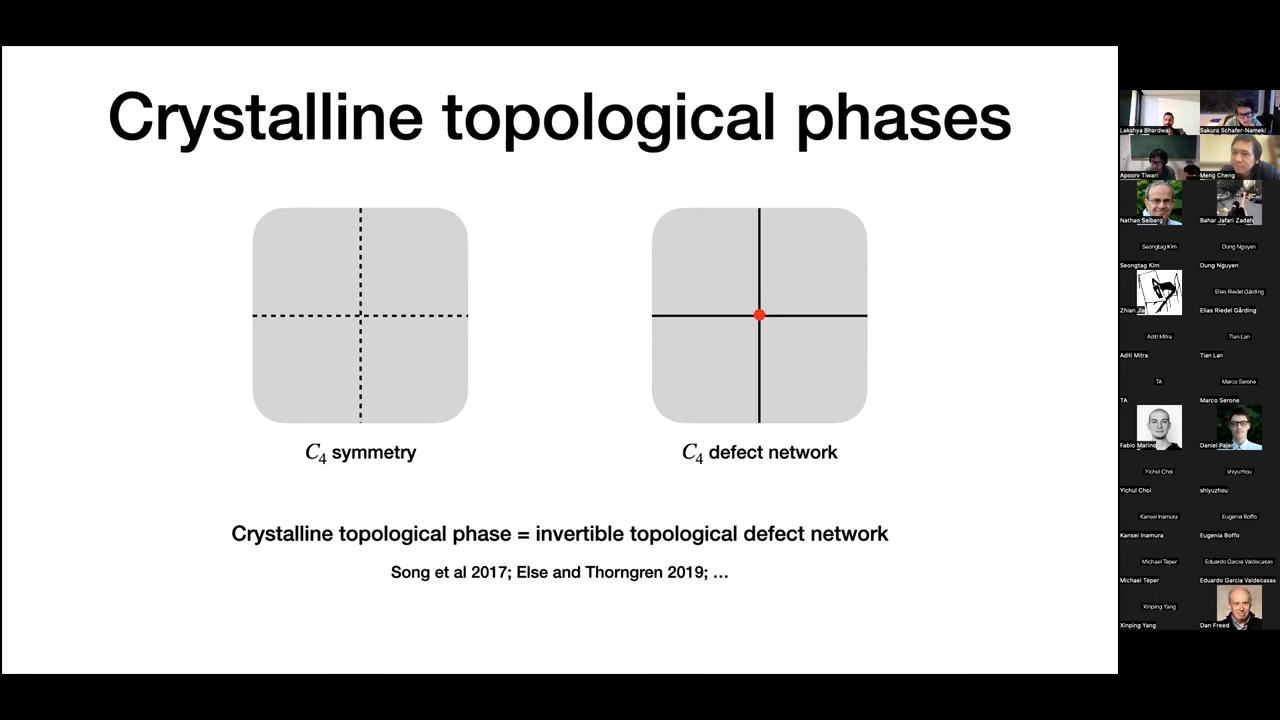 Crystalline topological phases
C₄ symmetry
C₄ defect network
Crystalline topological phase = invertible topological defect network
Song et al 2017; Else and Thorngren 2019; …
Lakshya Bhardwaj
Sakura Schafer-Nameki
Apoorv Tiwari
Meng Cheng
Nathan Seiberg
Bahar Jafari Zadeh
Seongtag Kim
Dung Nguyen
Seongtag Kim
Dung Nguyen
Elias Riedel Gårding
Zhian Jia
Elias Riedel Gårding
Aditi Mitra
Tian Lan
Aditi Mitra
Tian Lan
TA
Marco Serone
TA
Marco Serone
Fabio Marino
Daniel Pajer
Yichul Choi
shiyuzhou
Yichul Choi
shiyuzhou
Kansei Inamura
Eugenia Boffo
Kansei Inamura
Eugenia Boffo
Michael Teper
Eduardo Garcia Valdecasas
Michael Teper
Eduardo Garcia Valdecasas
Xinping Yang
Xinping Yang
Dan Freed